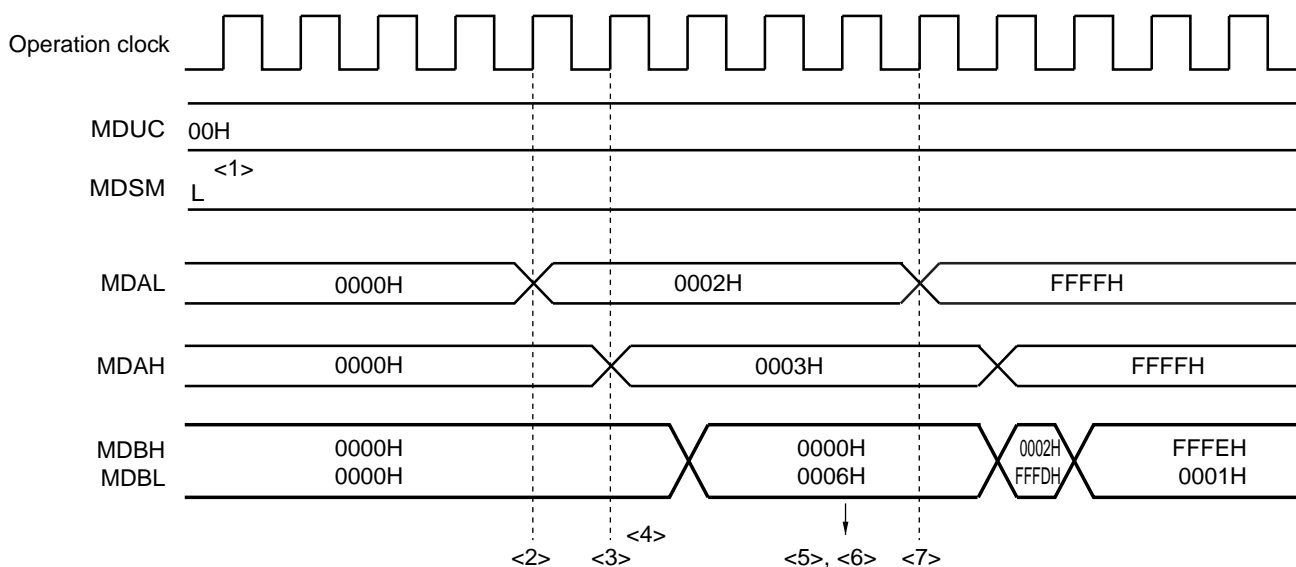 Operation clock
MDUC 00H
<1>
MDSM L
MDAL 0000H 0002H FFFFH
MDAH 0000H 0003H FFFFH
MDBH 0000H 0000H 0002H FFFEH
MDBL 0000H 0006H FFFDH 0001H
<4>
<2> <3> <5>, <6> <7>